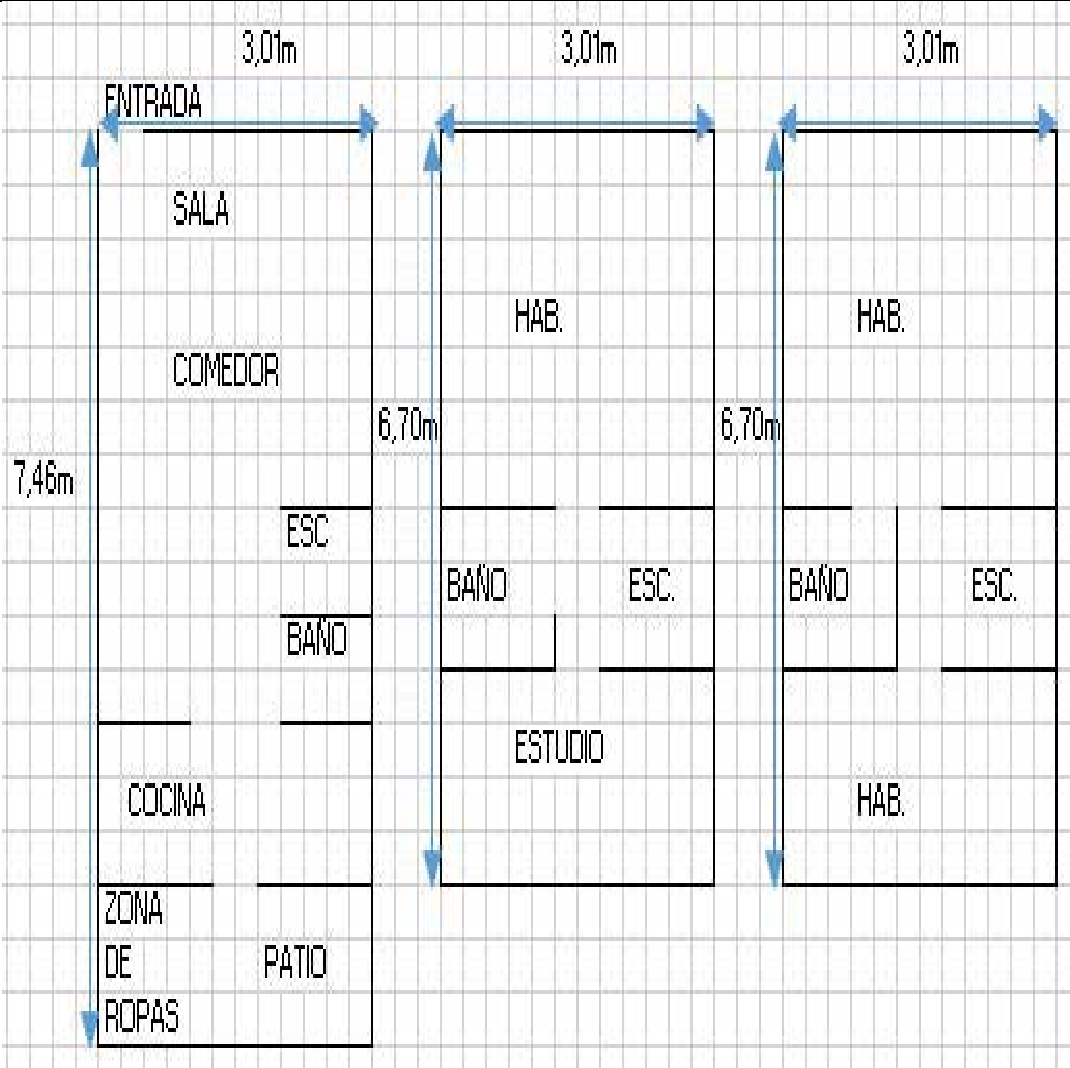 3,01m
3,01m
3,01m
ENTRADA
SALA
COMEDOR
7,46m
ESC
BAÑO
COCINA
ZONA
DE
ROPAS
PATIO
6,70m
HAB.
BAÑO
ESC.
ESTUDIO
6,70m
HAB.
BAÑO
ESC.
HAB.